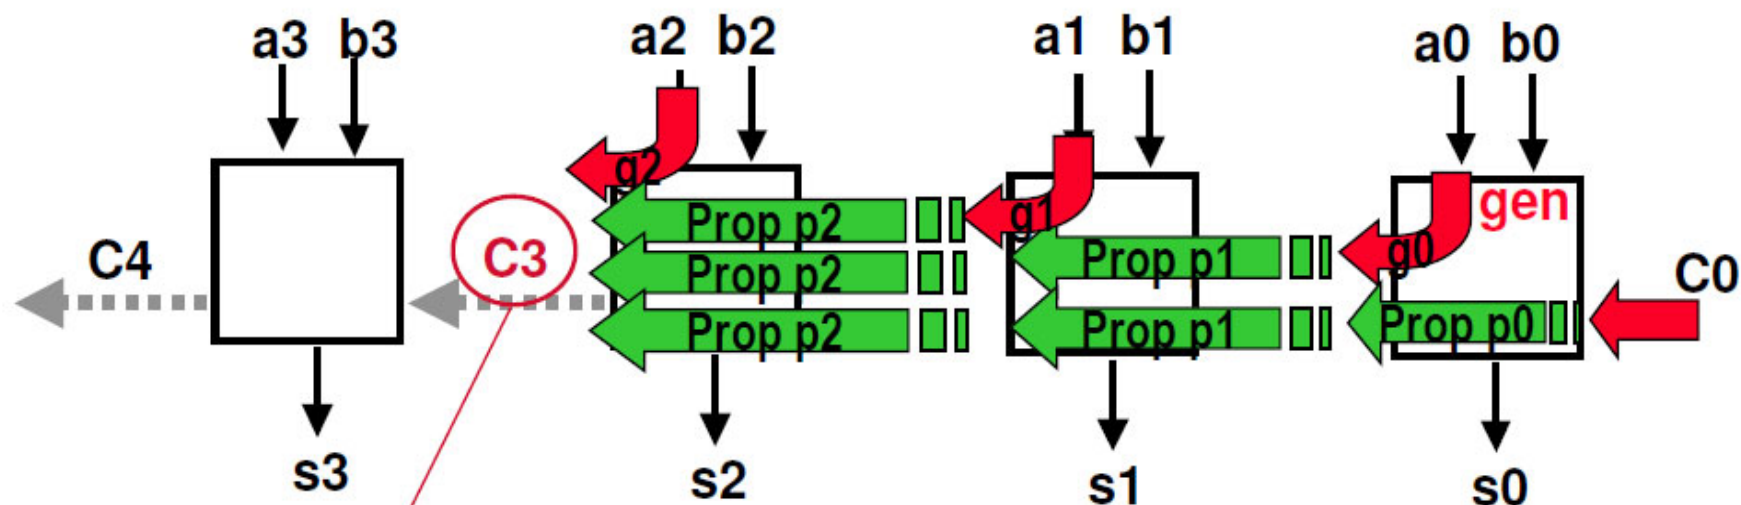 a3 b3 a2 b2 a1 b1 a0 b0
g2 g1 gen
Prop p2 g0
C4 C3 Prop p2 Prop p1 C0
Prop p2 Prop p1 Prop p0
s3 s2 s1 s0